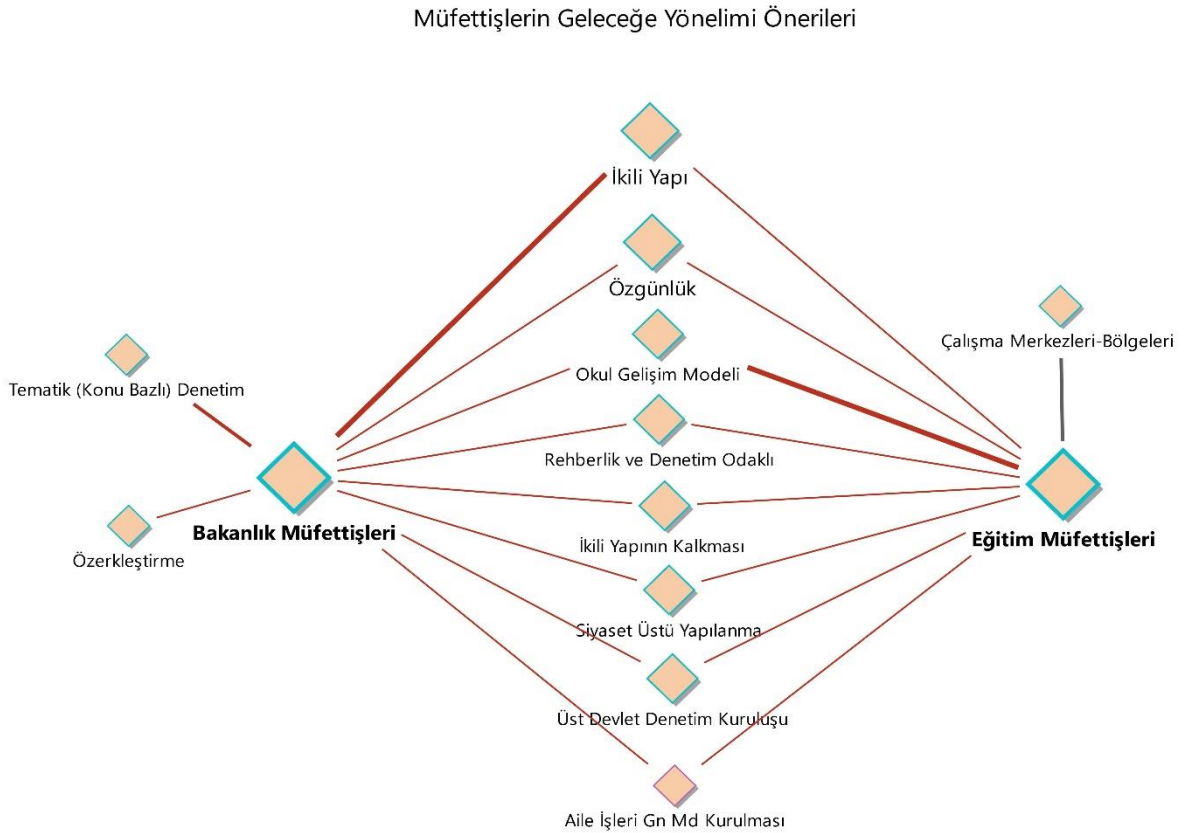 Müfettişlerin Geleceğe Yönelimi Önerileri
İkili Yapı
Özgünlük
Çalışma Merkezleri-Bölgeleri
Okul Gelişim Modeli
Tematik (Konu Bazlı) Denetim
Rehberlik ve Denetim Odaklı
Bakanlık Müfettişleri
Eğitim Müfettişleri
İkili Yapının Kalkması
Özerkleştirme
Siyaset Üstü Yapılanma
Üst Devlet Denetim Kuruluşu
Aile İşleri Gn Md Kurulması